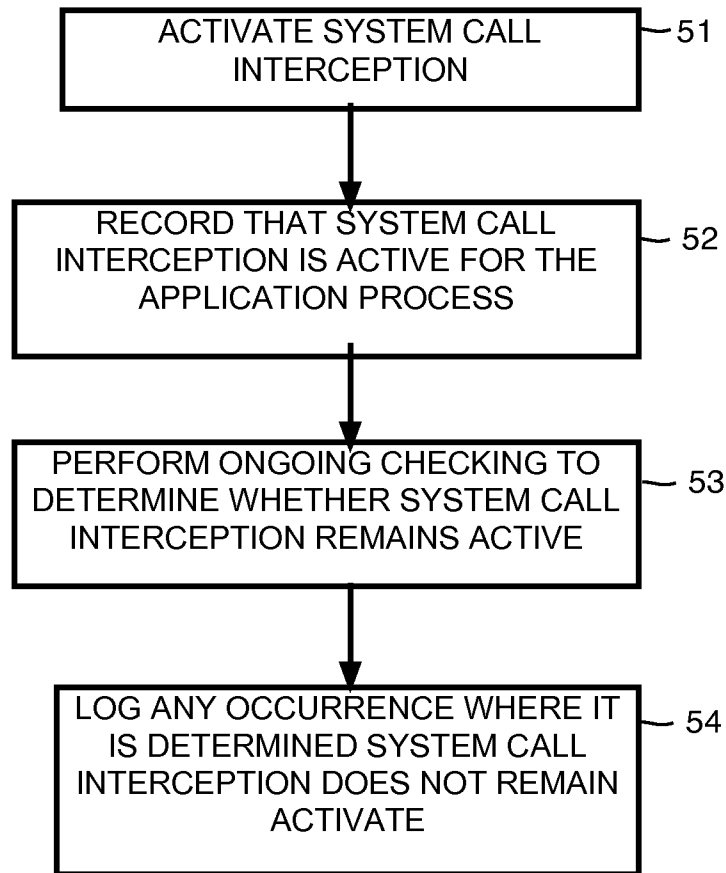 ACTIVATE SYSTEM CALL
INTERCEPTION
51
RECORD THAT SYSTEM CALL
INTERCEPTION IS ACTIVE FOR THE
APPLICATION PROCESS
52
PERFORM ONGOING CHECKING TO
DETERMINE WHETHER SYSTEM CALL
INTERCEPTION REMAINS ACTIVE
53
LOG ANY OCCURRENCE WHERE IT
IS DETERMINED SYSTEM CALL
INTERCEPTION DOES NOT REMAIN
ACTIVATE
54